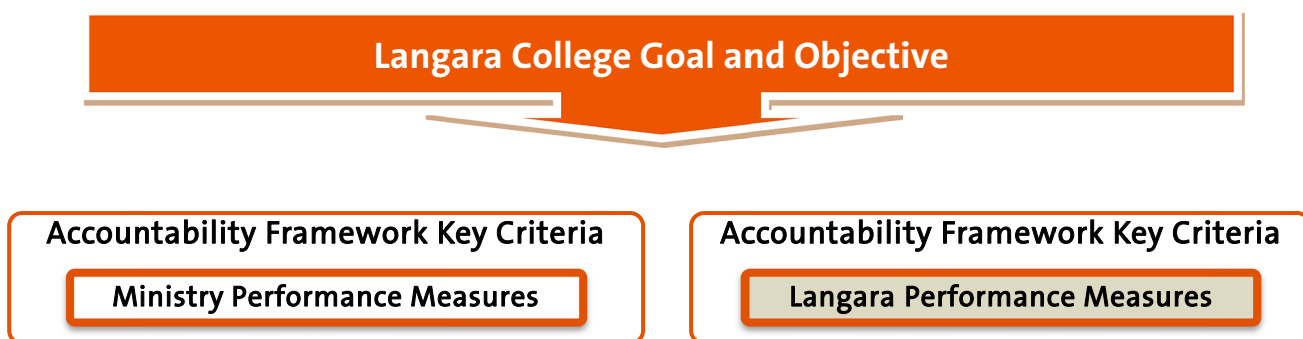 Langara College Goal and Objective
Accountability Framework Key Criteria
Ministry Performance Measures
Accountability Framework Key Criteria
Langara Performance Measures